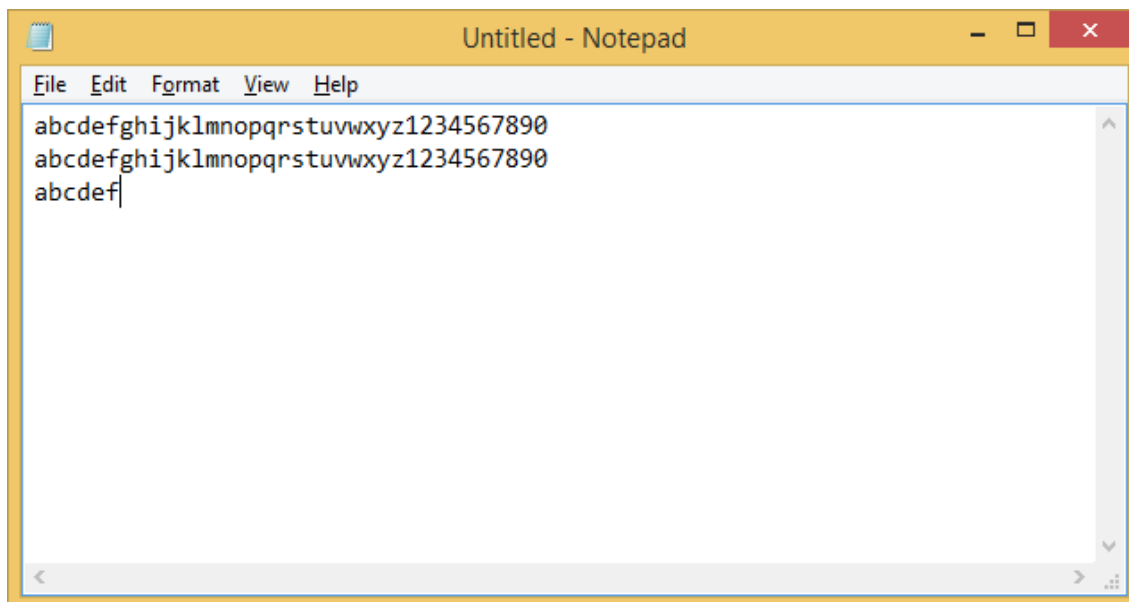 Untitled - Notepad
File Edit Format View Help
abcdefghijklmnopqrstuvwxyz1234567890
abcdefghijklmnopqrstuvwxyz1234567890
abcdef